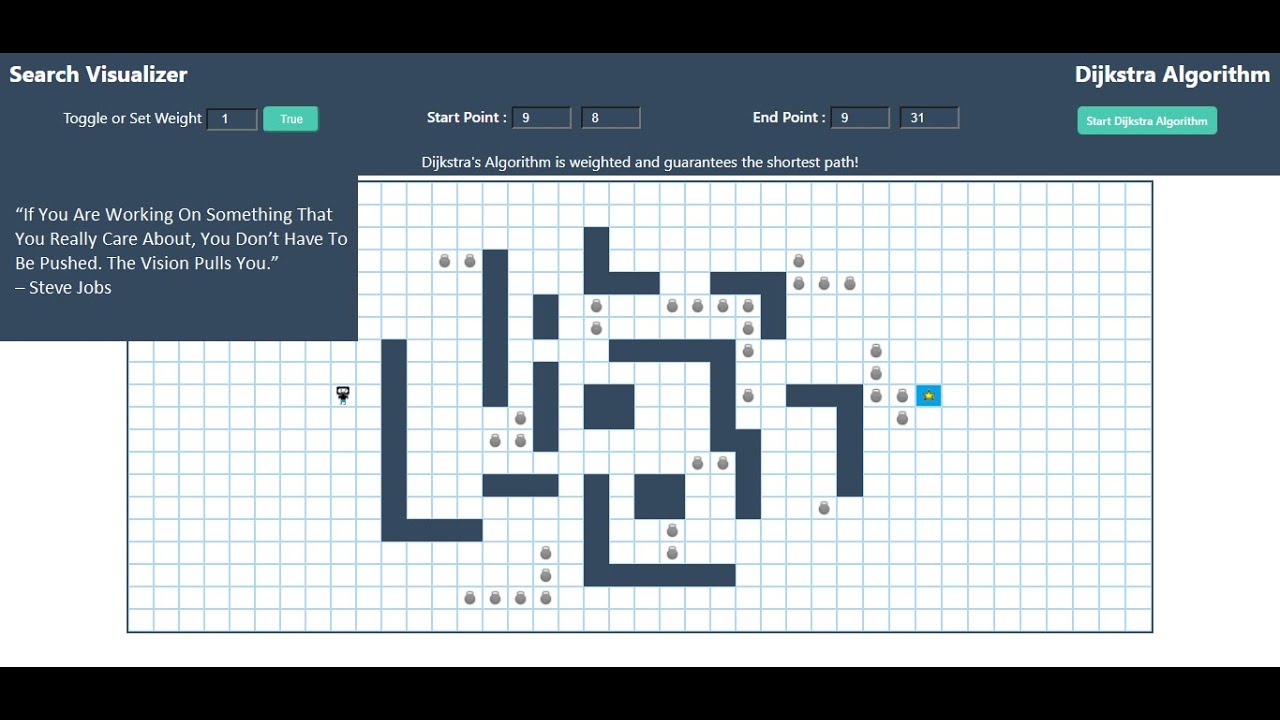 Search Visualizer
Dijkstra Algorithm
Toggle or Set Weight 1 True
Start Point : 9 8
End Point : 9 31
Start Dijkstra Algorithm
Dijkstra's Algorithm is weighted and guarantees the shortest path!
“If You Are Working On Something That
You Really Care About, You Don’t Have To
Be Pushed. The Vision Pulls You.”
– Steve Jobs